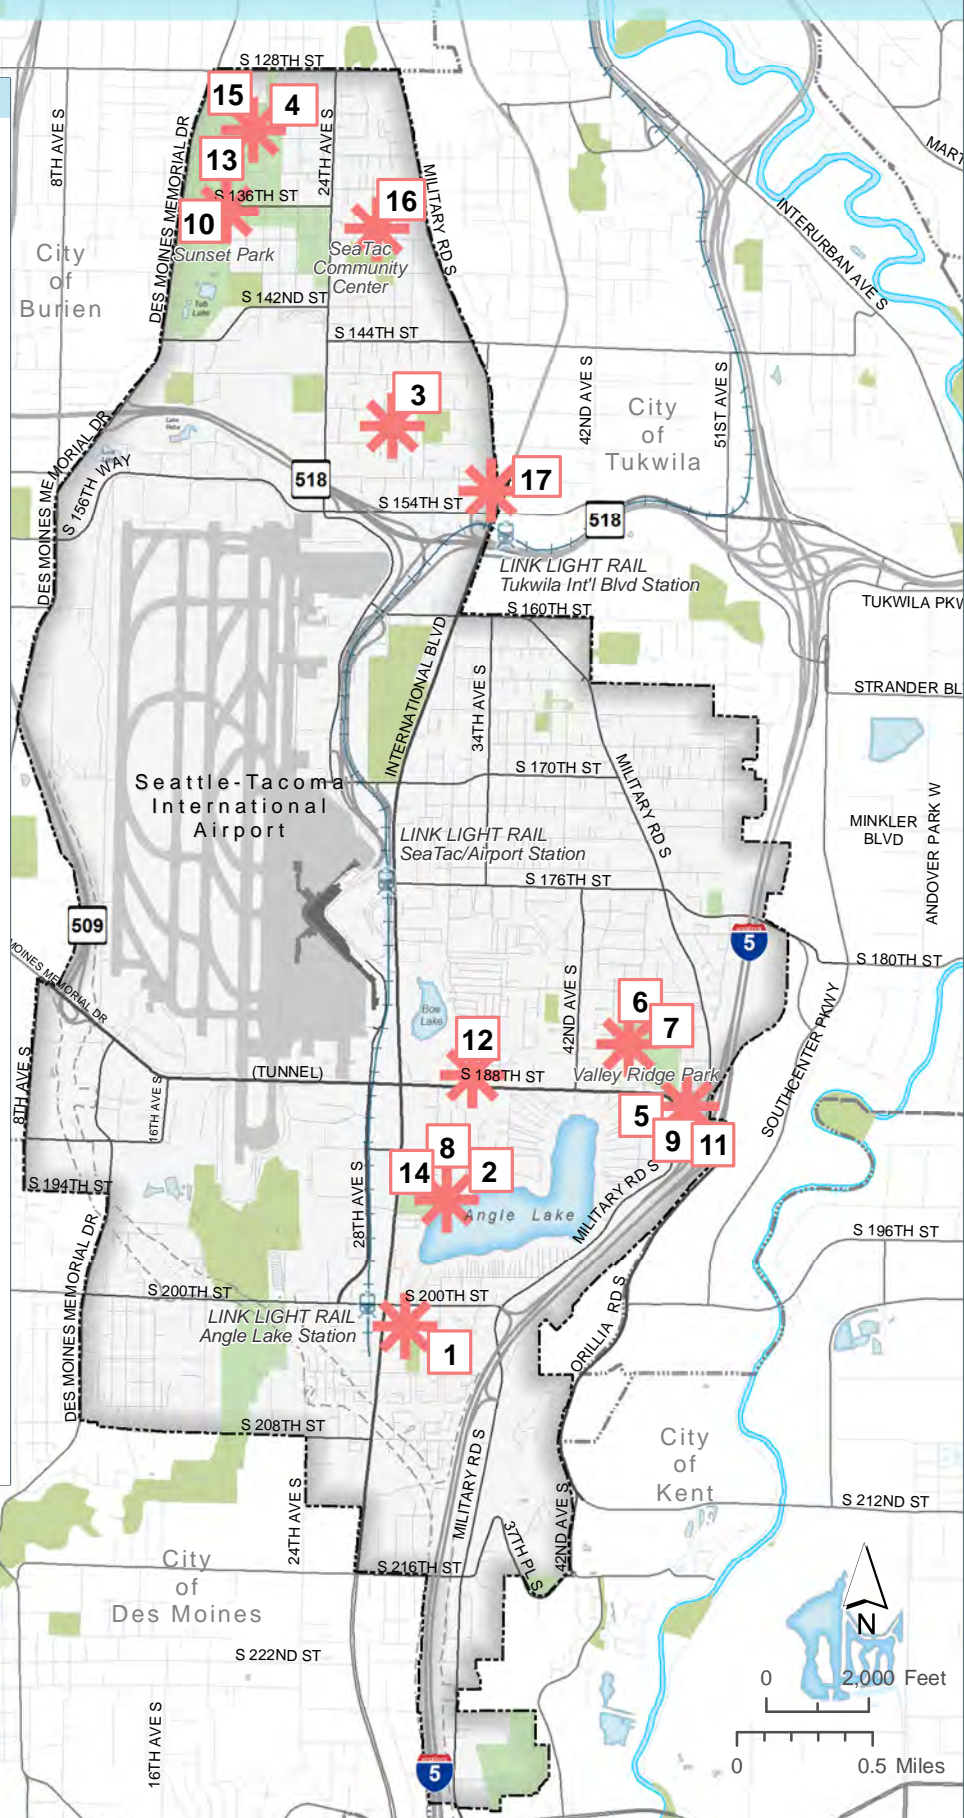 S 128TH ST
15
4
8TH AVE S
DES MOINES MEMORIAL DR
24TH AVE S
13
MILITARY RD S
S 136TH ST
16
10
Sunset Park
SeaTac
Community
Center
INTERURBAN AVE S
City
of
Burien
Tub
Lake
S 142ND ST
S 144TH ST
3
42ND AVE S
51ST AVE S
City
of
Tukwila
DES MOINES MEMORIAL DR
S 156TH WAY
518
17
S 154TH ST
518
LINK LIGHT RAIL
Tukwila Int'l Blvd Station
S 160TH ST
TUKWILA PKW
INTERNATIONAL BLVD
34TH AVE S
STRANDER BL
S 170TH ST
MILITARY RD S
Seattle-Tacoma
International
Airport
LINK LIGHT RAIL
SeaTac/Airport Station
MINKLER
BLVD
ANDOVER PARK W
S 176TH ST
509
5
MOINES MEMORIAL DR
S 180TH ST
Bow
Lake
42ND AVE S
6
7
SOUTHCENTER PKWY
12
8TH AVE S
16TH AVE S
(TUNNEL)
S 188TH ST
Valley Ridge Park
5
9
11
8
14
2
S 194TH ST
28TH AVE S
Angle Lake
MILITARY RD S
S 196TH ST
DES MOINES MEMORIAL DR
S 200TH ST
S 200TH ST
LINK LIGHT RAIL
Angle Lake Station
1
ORILLIA RD S
S 208TH ST
MILITARY RD S
City
of
Kent
24TH AVE S
42ND AVE S
S 212ND ST
37TH PL S
City
of
Des Moines
S 216TH ST
N
S 222ND ST
0
2,000 Feet
16TH AVE S
5
0
0.5 Miles